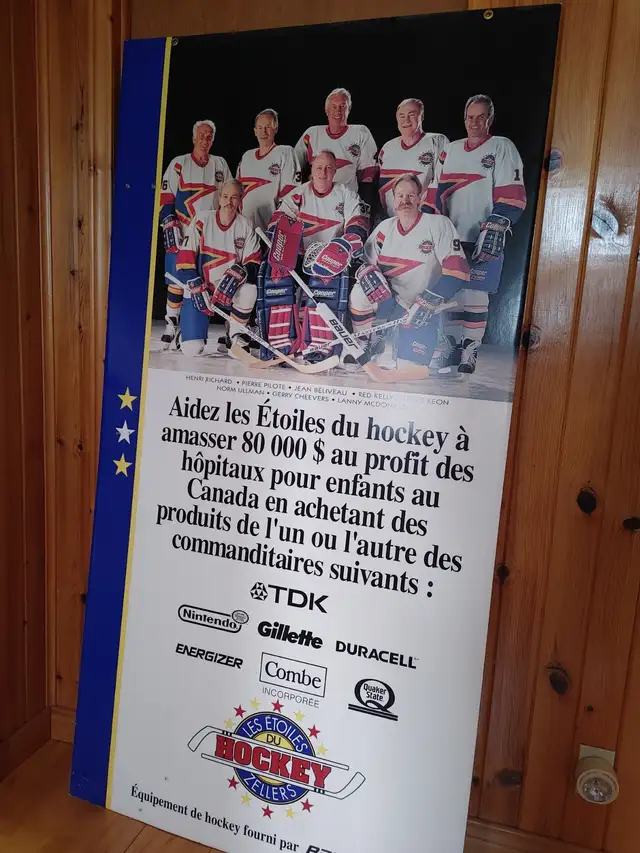 HENRI RICHARD • PIERRE PILOTE • JEAN BELIVEAU • RED KELLY KEON
NORM ULLMAN • GERRY CHEEVERS • LANNY MCDON
Aidez les Étoiles du hockey à
amasser 80 000 $ au profit des
hôpitaux pour enfants au
Canada en achetant des
produits de l'un ou l'autre des
commanditaires suivants :
TDK
Nintendo
Gillette
DURACELL
ENERGIZER
Combe
INCORPORÉE
Quaker
State
LES ÉTOILES
DU
HOCKEY
ZELLERS
Équipement de hockey fourni par